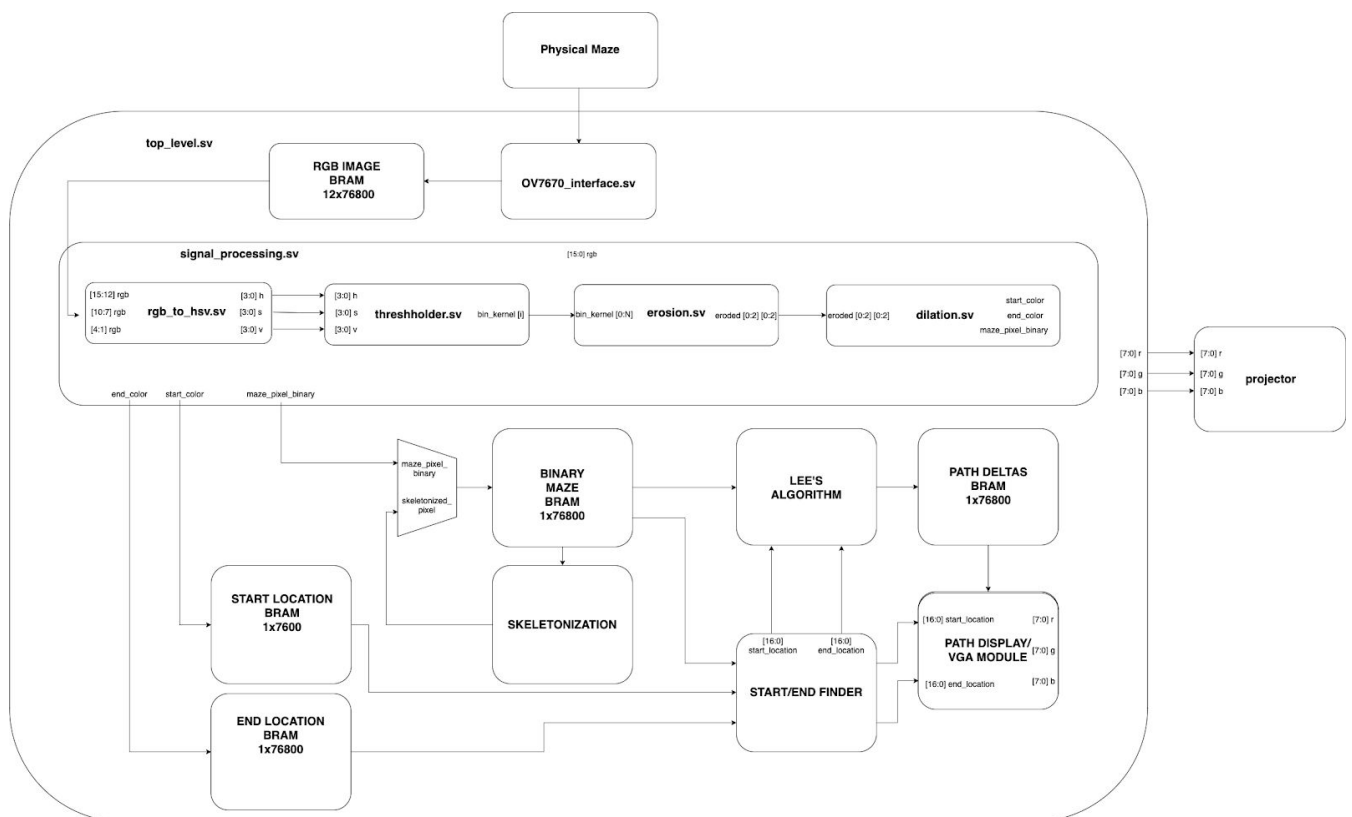 Physical Maze
top_level.sv
RGB IMAGE
BRAM
12x76800
OV7670_interface.sv
signal_processing.sv
[15:0] rgb
[15:12] rgb
[10:7] rgb
[4:1] rgb
rgb_to_hsv.sv
[3:0] h
[3:0] s
[3:0] v
[3:0] h
[3:0] s
[3:0] v
threshholder.sv
bin_kernel [i]
bin_kernel [0:N]
erosion.sv
eroded [0:2] [0:2]
eroded [0:2] [0:2]
dilation.sv
start_color
end_color
maze_pixel_binary
[7:0] r
[7:0] g
[7:0] b
[7:0] r
[7:0] g
[7:0] b
projector
end_color
start_color
maze_pixel_binary
maze_pixel_
binary
skeletonized_
pixel
BINARY
MAZE
BRAM
1x76800
LEE'S
ALGORITHM
PATH DELTAS
BRAM
1x76800
START LOCATION
BRAM
1x7600
SKELETONIZATION
[16:0]
start_location
[16:0]
end_location
START/END FINDER
[16:0] start_location
[7:0] r
PATH DISPLAY/
VGA MODULE
[7:0] g
[16:0] end_location
[7:0] b
END LOCATION
BRAM
1x76800